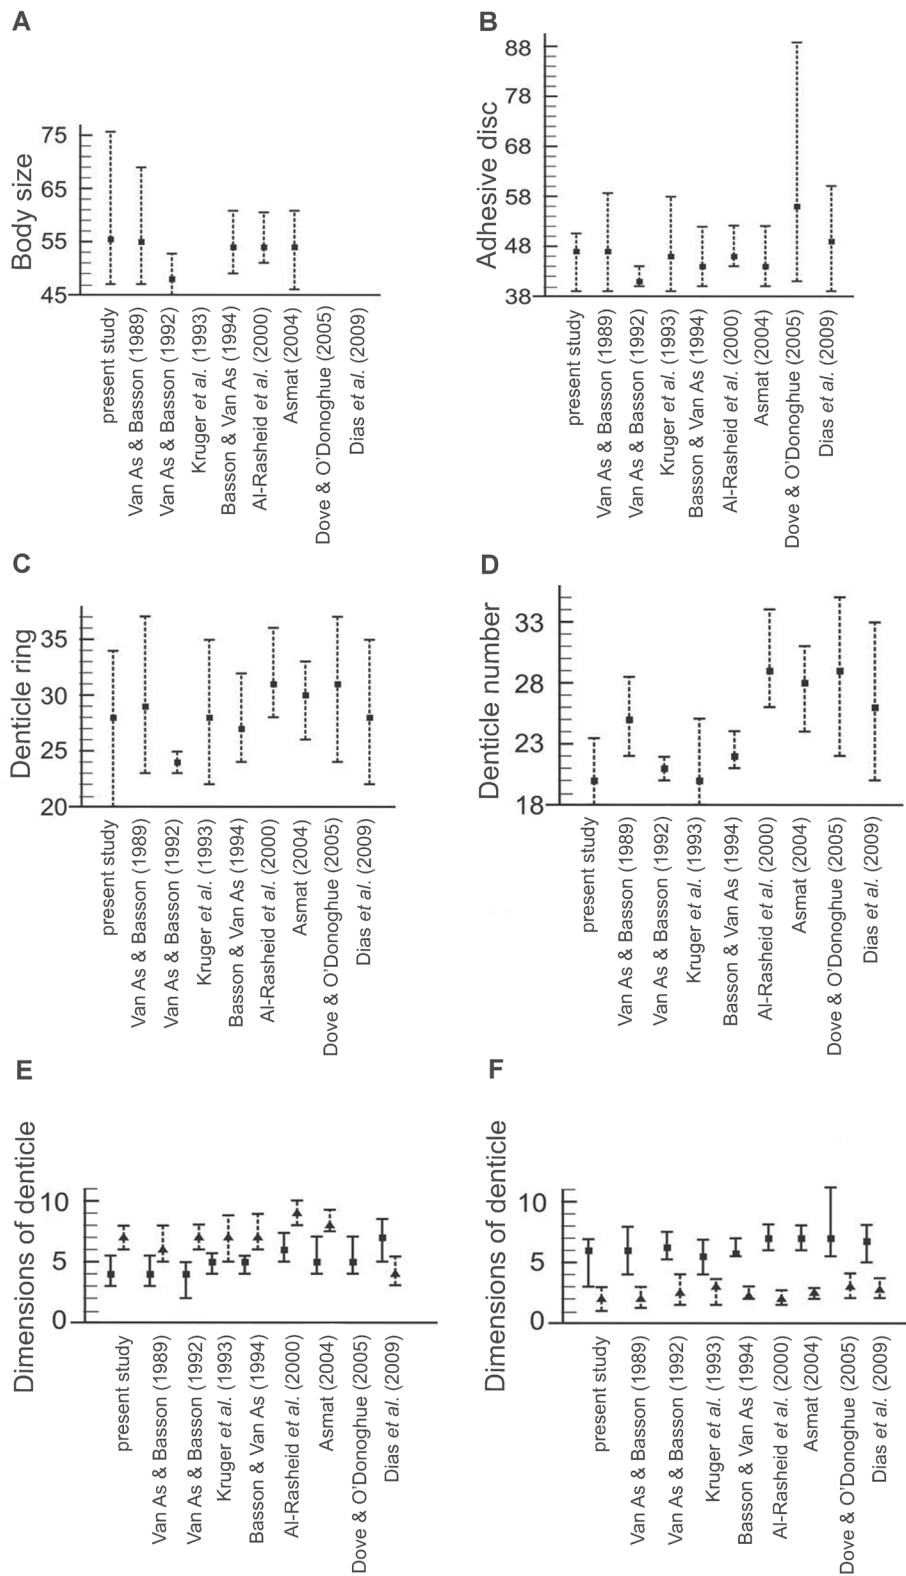 A
Body size
75
65
55
45
present study
Van As & Basson (1989)
Van As & Basson (1992)
Kruger et al. (1993)
Basson & Van As (1994)
Al-Rasheid et al. (2000)
Asmat (2004)
Dove & O'Donoghue (2005)
Dias et al. (2009)
B
Adhesive disc
88
78
68
58
48
38
present study
Van As & Basson (1989)
Van As & Basson (1992)
Kruger et al. (1993)
Basson & Van As (1994)
Al-Rasheid et al. (2000)
Asmat (2004)
Dove & O'Donoghue (2005)
Dias et al. (2009)
C
Denticle ring
35
30
25
20
present study
Van As & Basson (1989)
Van As & Basson (1992)
Kruger et al. (1993)
Basson & Van As (1994)
Al-Rasheid et al. (2000)
Asmat (2004)
Dove & O'Donoghue (2005)
Dias et al. (2009)
D
Denticle number
33
28
23
18
present study
Van As & Basson (1989)
Van As & Basson (1992)
Kruger et al. (1993)
Basson & Van As (1994)
Al-Rasheid et al. (2000)
Asmat (2004)
Dove & O'Donoghue (2005)
Dias et al. (2009)
E
Dimensions of denticle
10
5
0
present study
Van As & Basson (1989)
Van As & Basson (1992)
Kruger et al. (1993)
Basson & Van As (1994)
Al-Rasheid et al. (2000)
Asmat (2004)
Dove & O'Donoghue (2005)
Dias et al. (2009)
F
Dimensions of denticle
10
5
0
present study
Van As & Basson (1989)
Van As & Basson (1992)
Kruger et al. (1993)
Basson & Van As (1994)
Al-Rasheid et al. (2000)
Asmat (2004)
Dove & O'Donoghue (2005)
Dias et al. (2009)